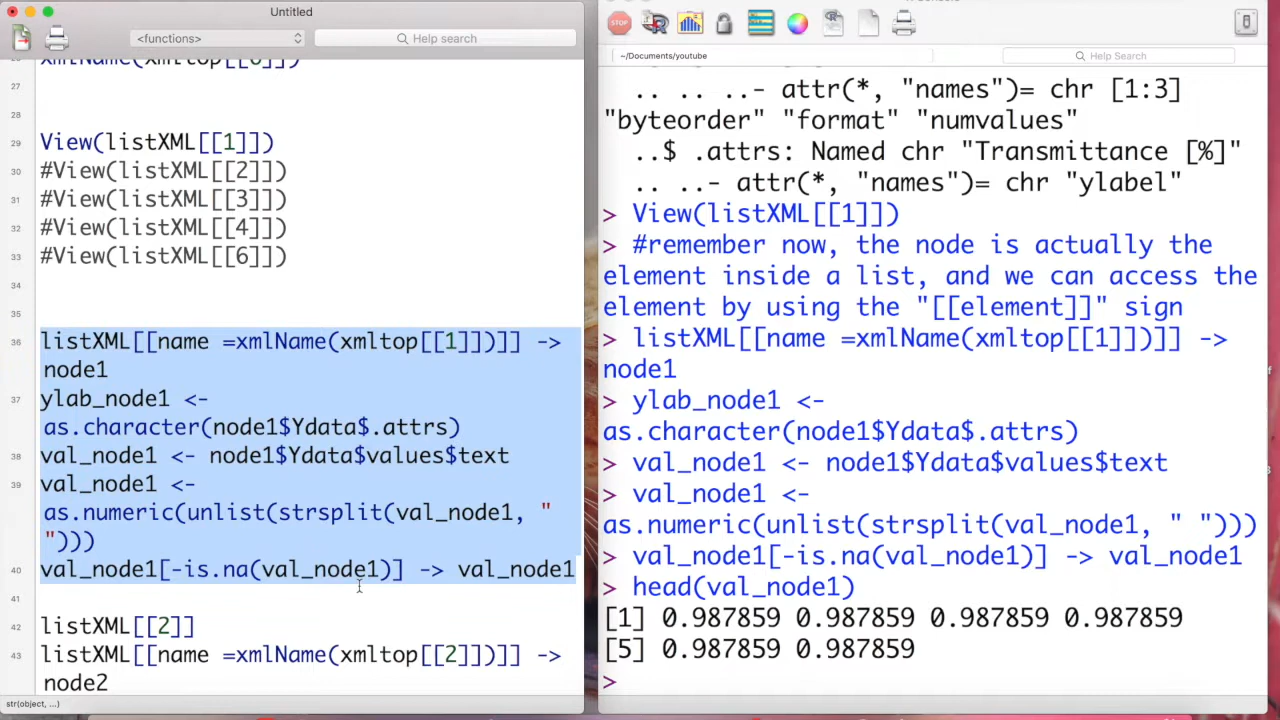 Untitled
<functions>
Help search
27
28
29 View(listXML[[1]])
30 #View(listXML[[2]])
31 #View(listXML[[3]])
32 #View(listXML[[4]])
33 #View(listXML[[6]])
34
35
36 listXML[[name =xmlName(xmltop[[1]])]] ->
node1
37 ylab_node1 <-
as.character(node1$Ydata$.attrs)
38 val_node1 <- node1$Ydata$values$text
39 val_node1 <-
as.numeric(unlist(strsplit(val_node1, "
")))
40 val_node1[-is.na(val_node1)] -> val_node1
41
42 listXML[[2]]
43 listXML[[name =xmlName(xmltop[[2]])]] ->
node2
str(object, ...)
STOP
~/Documents/youtube
Help Search
.. .. ..- attr(*, "names")= chr [1:3]
"byteorder" "format" "numvalues"
..$ .attrs: Named chr "Transmittance [%]"
.. ..- attr(*, "names")= chr "ylabel"
> View(listXML[[1]])
> #remember now, the node is actually the
element inside a list, and we can access the
element by using the "[[element]]" sign
> listXML[[name =xmlName(xmltop[[1]])]] ->
node1
> ylab_node1 <-
as.character(node1$Ydata$.attrs)
> val_node1 <- node1$Ydata$values$text
> val_node1 <-
as.numeric(unlist(strsplit(val_node1, " ")))
> val_node1[-is.na(val_node1)] -> val_node1
> head(val_node1)
[1] 0.987859 0.987859 0.987859 0.987859
[5] 0.987859 0.987859
>